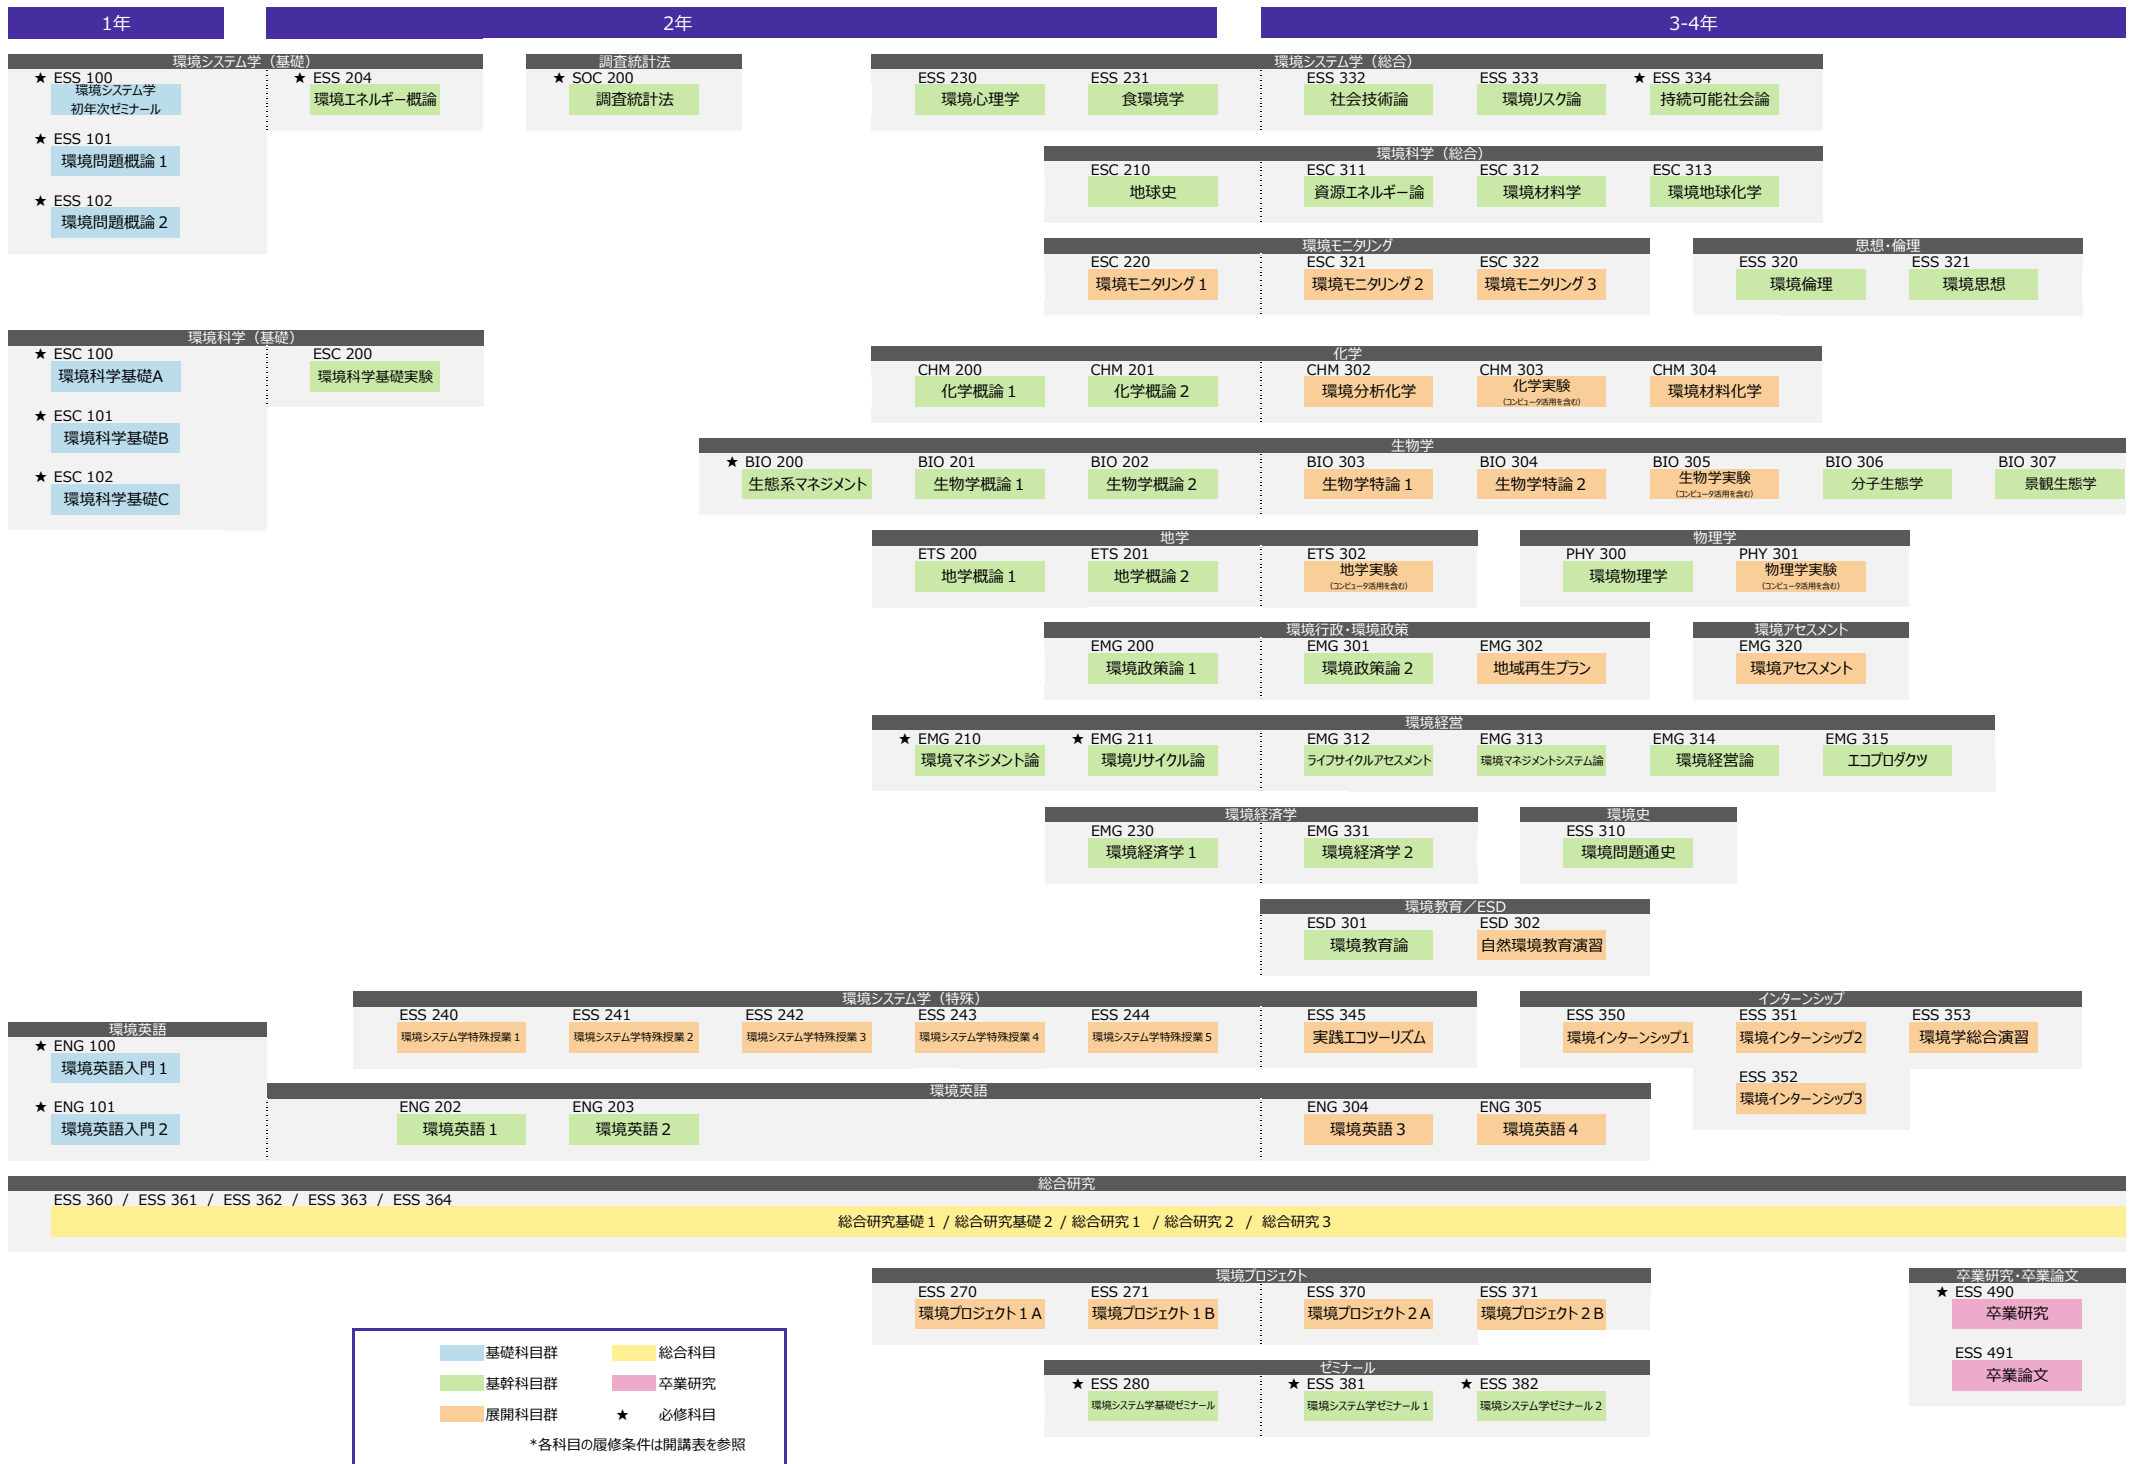 1年
2年
3-4年
環境システム学（基礎）
調査統計法
環境システム学（総合）
★ ESS 100
環境システム学
初年次ゼミナール
★ ESS 204
環境エネルギー概論
★ SOC 200
調査統計法
ESS 230
環境心理学
ESS 231
食環境学
ESS 332
社会技術論
ESS 333
環境リスク論
★ ESS 334
持続可能社会論
★ ESS 101
環境問題概論１
★ ESS 102
環境問題概論２
環境科学（総合）
ESC 210
地球史
ESC 311
資源エネルギー論
ESC 312
環境材料学
ESC 313
環境地球化学
環境モニタリング
ESC 220
環境モニタリング１
ESC 321
環境モニタリング２
ESC 322
環境モニタリング３
思想・倫理
ESS 320
環境倫理
ESS 321
環境思想
環境科学（基礎）
★ ESC 100
環境科学基礎A
ESC 200
環境科学基礎実験
★ ESC 101
環境科学基礎B
★ ESC 102
環境科学基礎C
化学
CHM 200
化学概論１
CHM 201
化学概論２
CHM 302
環境分析化学
CHM 303
化学実験
（コンピュータ活用を含む）
CHM 304
環境材料化学
生物学
★ BIO 200
生態系マネジメント
BIO 201
生物学概論１
BIO 202
生物学概論２
BIO 303
生物学特論１
BIO 304
生物学特論２
BIO 305
生物学実験
（コンピュータ活用を含む）
BIO 306
分子生態学
BIO 307
景観生態学
地学
ETS 200
地学概論１
ETS 201
地学概論２
ETS 302
地学実験
（コンピュータ活用を含む）
物理学
PHY 300
環境物理学
PHY 301
物理学実験
（コンピュータ活用を含む）
環境行政・環境政策
EMG 200
環境政策論１
EMG 301
環境政策論２
EMG 302
地域再生プラン
環境アセスメント
EMG 320
環境アセスメント
環境経営
★ EMG 210
環境マネジメント論
★ EMG 211
環境リサイクル論
EMG 312
ライフサイクルアセスメント
EMG 313
環境マネジメントシステム論
EMG 314
環境経営論
EMG 315
エコプロダクツ
環境経済学
EMG 230
環境経済学１
EMG 331
環境経済学２
環境史
ESS 310
環境問題通史
環境教育／ESD
ESD 301
環境教育論
ESD 302
自然環境教育演習
環境システム学（特殊）
ESS 240
環境システム学特殊授業１
ESS 241
環境システム学特殊授業２
ESS 242
環境システム学特殊授業３
ESS 243
環境システム学特殊授業４
ESS 244
環境システム学特殊授業５
ESS 345
実践エコツーリズム
インターンシップ
ESS 350
環境インターンシップ1
ESS 351
環境インターンシップ2
ESS 353
環境学総合演習
ESS 352
環境インターンシップ3
環境英語
★ ENG 100
環境英語入門１
★ ENG 101
環境英語入門２
環境英語
ENG 202
環境英語１
ENG 203
環境英語２
ENG 304
環境英語３
ENG 305
環境英語４
総合研究
ESS 360 / ESS 361 / ESS 362 / ESS 363 / ESS 364
総合研究基礎１ / 総合研究基礎２ / 総合研究１ / 総合研究２ / 総合研究３
環境プロジェクト
ESS 270
環境プロジェクト１A
ESS 271
環境プロジェクト１B
ESS 370
環境プロジェクト２A
ESS 371
環境プロジェクト２B
卒業研究・卒業論文
★ ESS 490
卒業研究
ESS 491
卒業論文
ゼミナール
★ ESS 280
環境システム学基礎ゼミナール
★ ESS 381
環境システム学ゼミナール１
★ ESS 382
環境システム学ゼミナール２
基礎科目群
総合科目
基幹科目群
卒業研究
展開科目群
★ 必修科目
*各科目の履修条件は開講表を参照